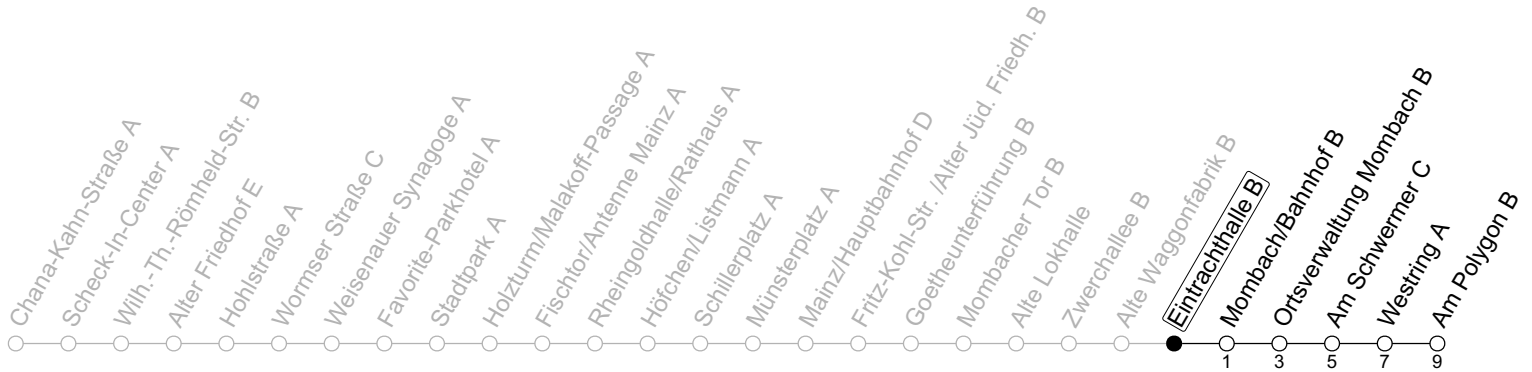 Chana-Kahn-Straße A
Scheck-In-Center A
Wilh.-Th.-Römheld-Str. B
Alter Friedhof E
Hohlstraße A
Wormser Straße C
Weisenauer Synagoge A
Favorite-Parkhotel A
Stadtpark A
Holzturm/Malakoff-Passage A
Fischtor/Antenne Mainz A
Rheingoldhalle/Rathaus A
Höfchen/Listmann A
Schillerplatz A
Münsterplatz A
Mainz/Hauptbahnhof D
Fritz-Kohl-Str. /Alter Jüd. Friedh. B
Goetheunterführung B
Mombacher Tor B
Alte Lokhalle
Zwerchallee B
Alte Waggonfabrik B
Eintrachthalle B
Mombach/Bahnhof B
Ortsverwaltung Mombach B
Am Schwermer C
Westring A
Am Polygon B
1 3 5 7 9